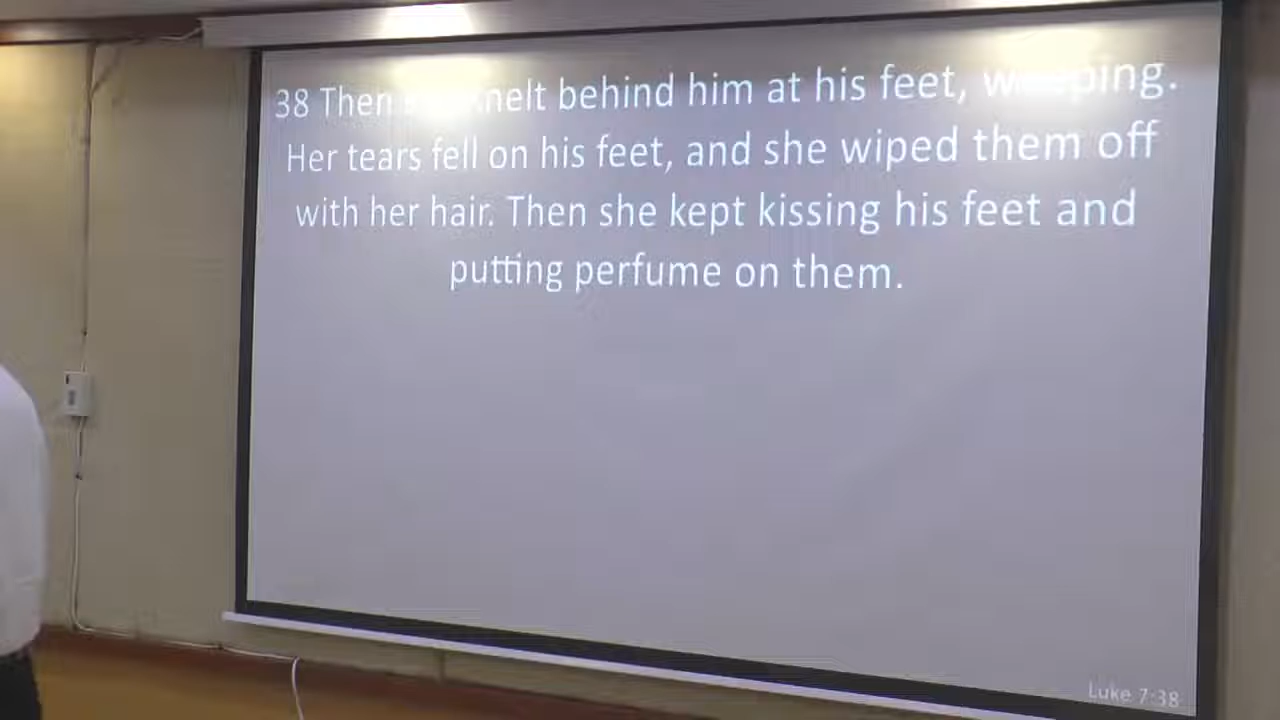 38 Then knelt behind him at his feet, weeping.
Her tears fell on his feet, and she wiped them off
with her hair. Then she kept kissing his feet and
putting perfume on them.
Luke 7:38